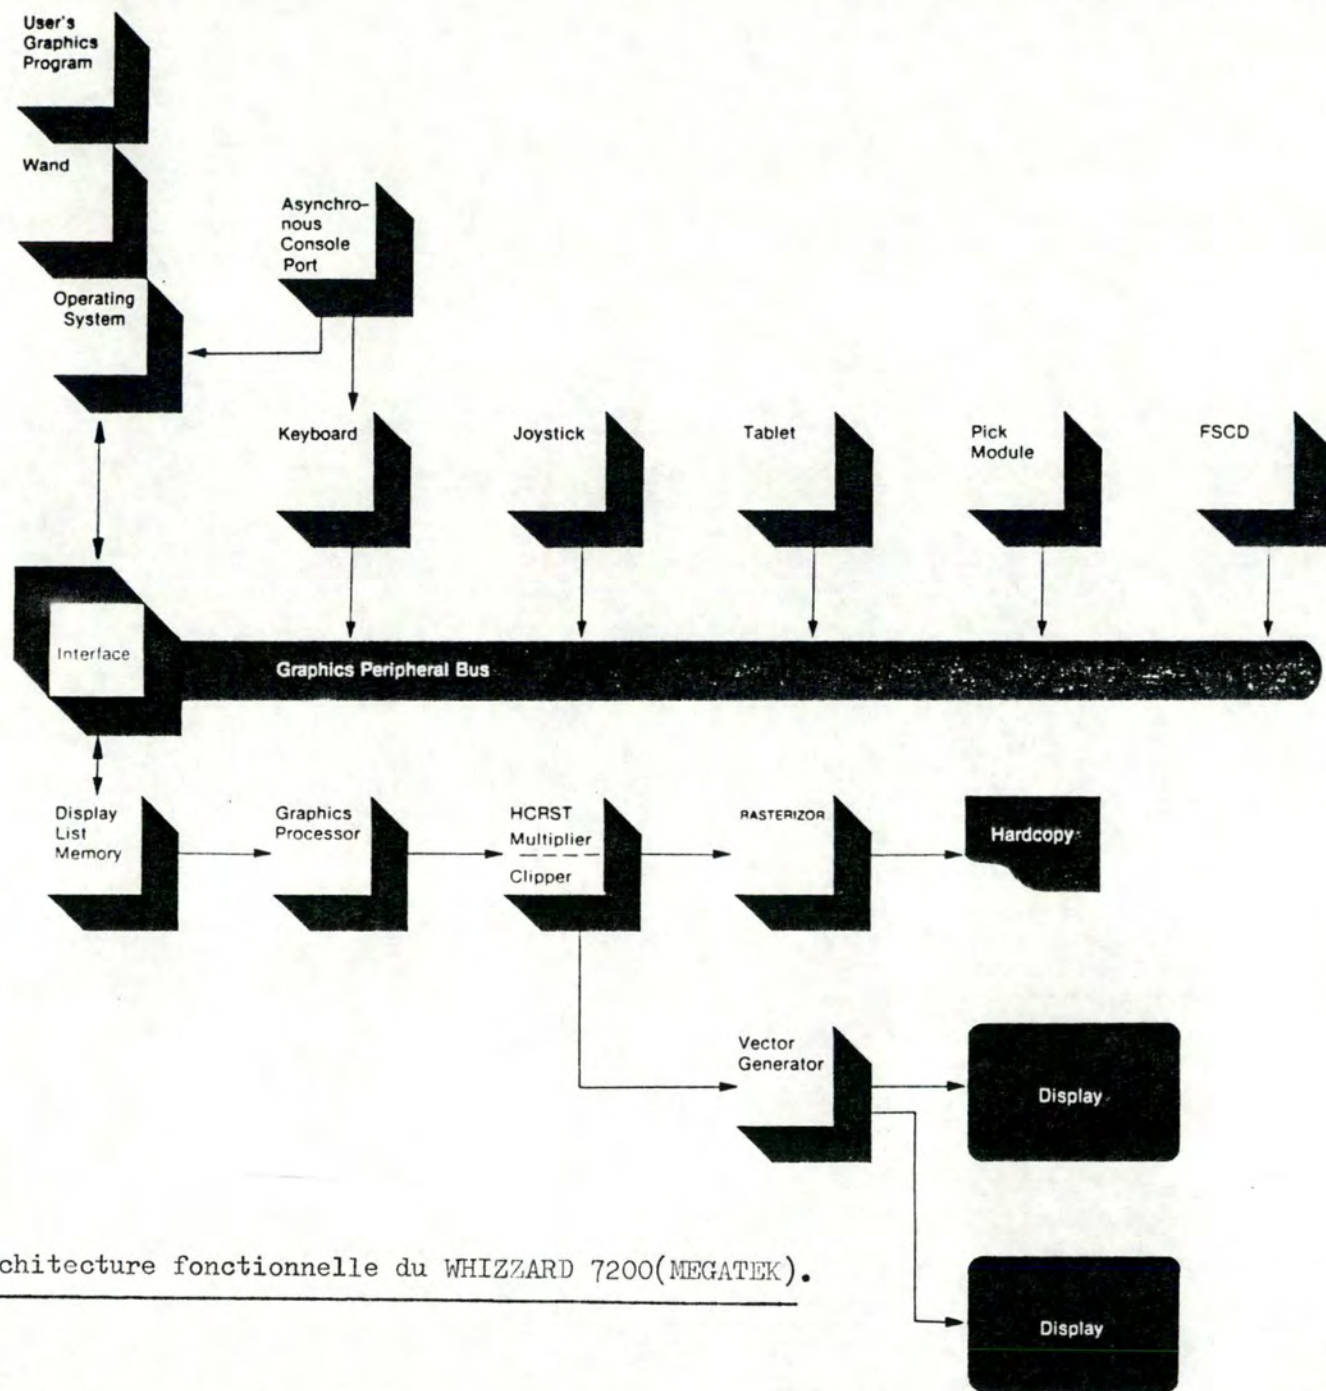 User's
Graphics
Program
Wand
Asynchro-
nous
Console
Port
Operating
System
Keyboard
Joystick
Tablet
Pick
Module
FSCD
Interface
Graphics Peripheral Bus
Display
List
Memory
Graphics
Processor
HCRST
Multiplier
Clipper
RASTERIZOR
Hardcopy
Vector
Generator
Display
chitecture fonctionnelle du WHIZZARD 7200(MEGATEK).
Display